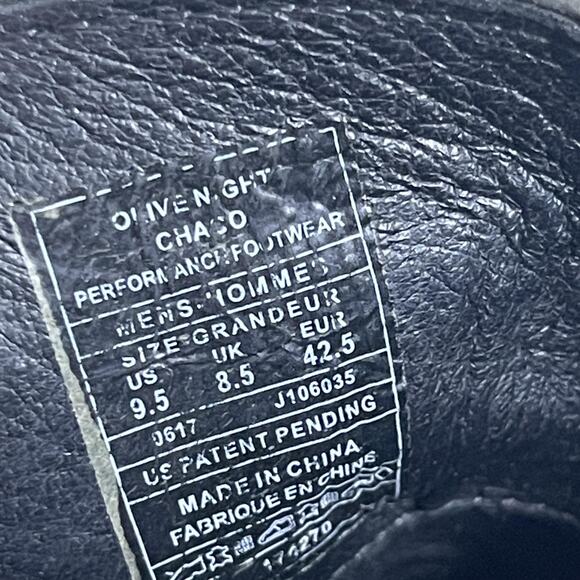 OLIVE NIGHT
CHACO
PERFORMANCE FOOTWEAR
MENS-HOMMES
SIZE-GRANDEUR
US UK EUR
9.5 8.5 42.5
0617 J106035
US PATENT PENDING
MADE IN CHINA
FABRIQUE EN CHINE
174270